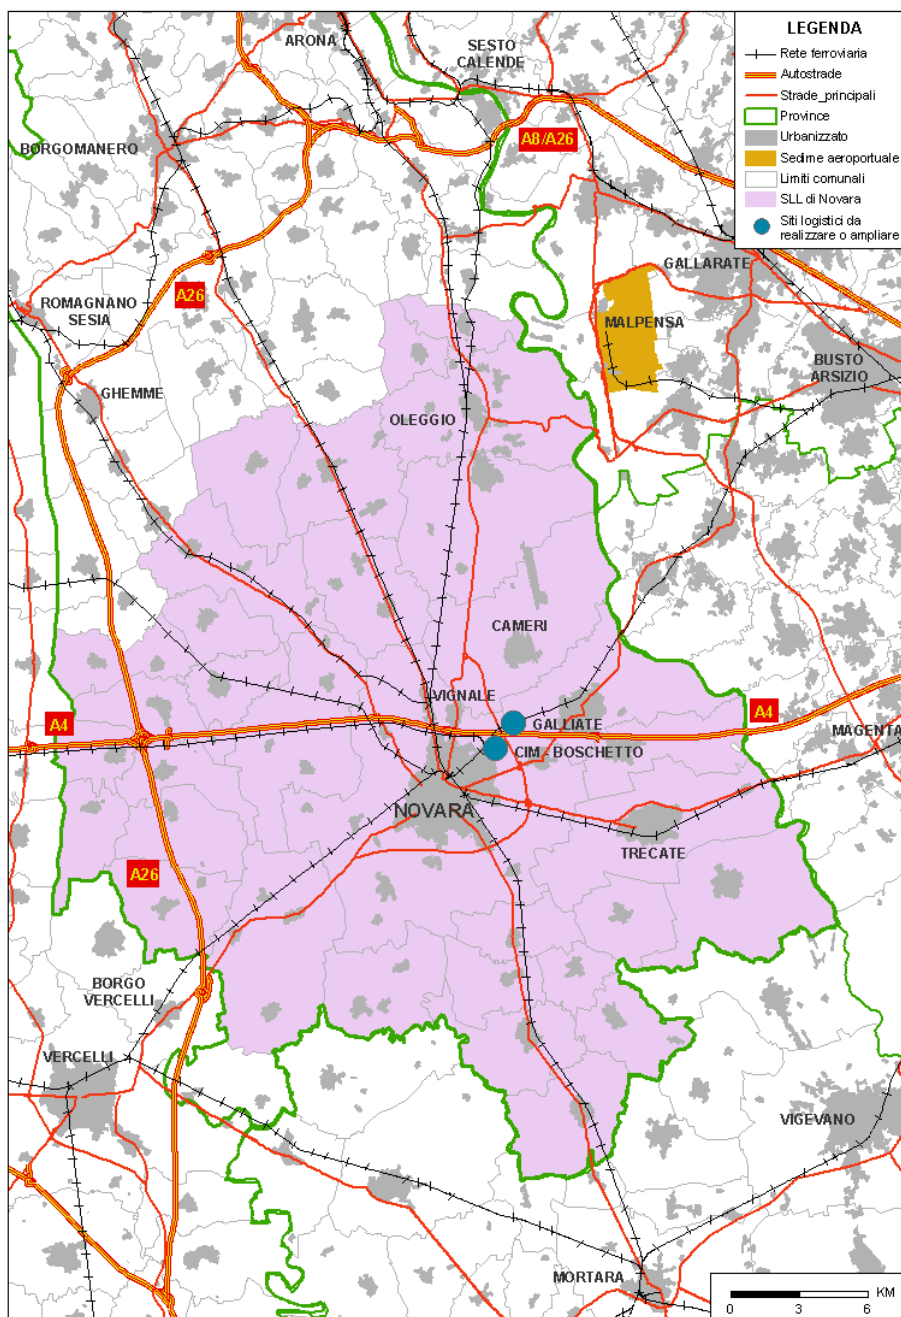 LEGENDA
Rete ferroviaria
Autostrade
Strade_principali
Province
Urbanizzato
Sedime aeroportuale
Limiti comunali
SLL di Novara
Siti logistici da
realizzare o ampliare
ARONA
SESTO
CALENDE
A8/A26
BORGOMANERO
GALLARATE
A26
ROMAGNANO
SESIA
MALPENSA
BUSTO
ARSIZIO
GHEMME
OLEGGIO
CAMERI
VIGNALE
A4
A4
GALLIATE
MAGENTA
CIM - BOSCHETTO
NOVARA
TRECATE
A26
BORGO
VERCELLI
VERCELLI
VIGEVANO
MORTARA
KM
0 3 6